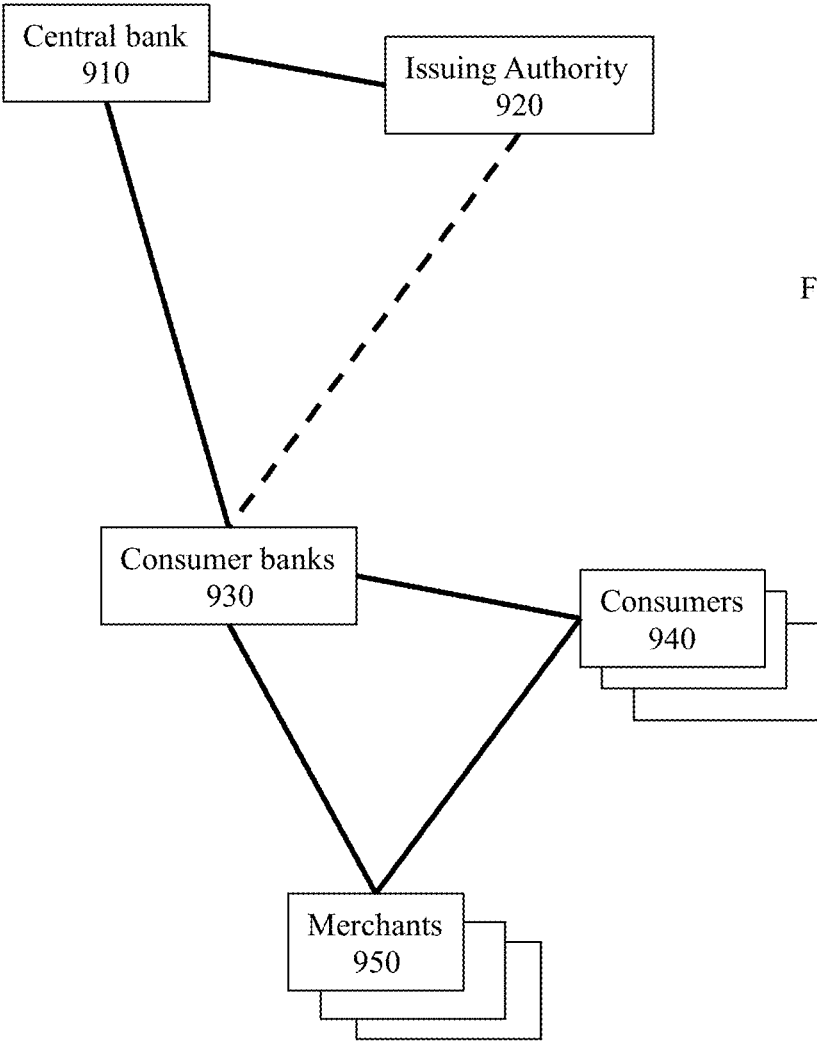 Central bank
910
Issuing Authority
920
F
Consumer banks
930
Consumers
940
Merchants
950